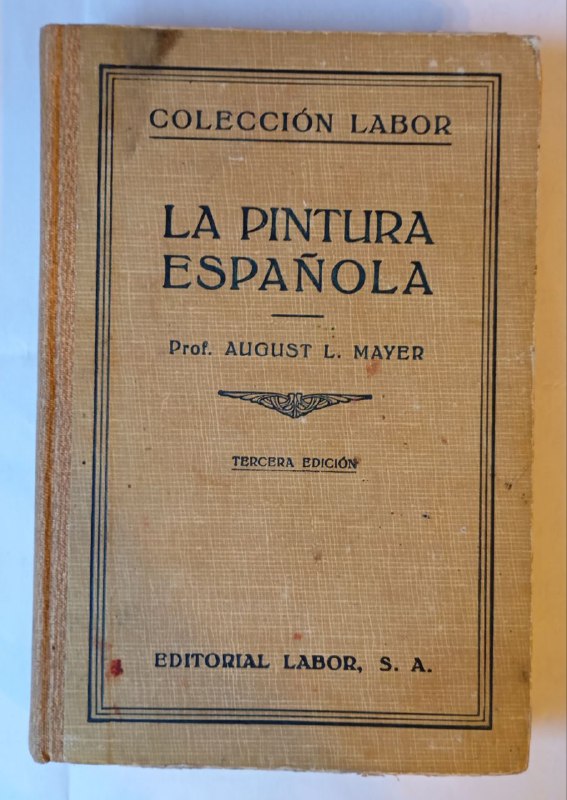 COLECCIÓN LABOR
LA PINTURA
ESPAÑOLA
Prof. AUGUST L. MAYER
TERCERA EDICIÓN
EDITORIAL LABOR, S. A.